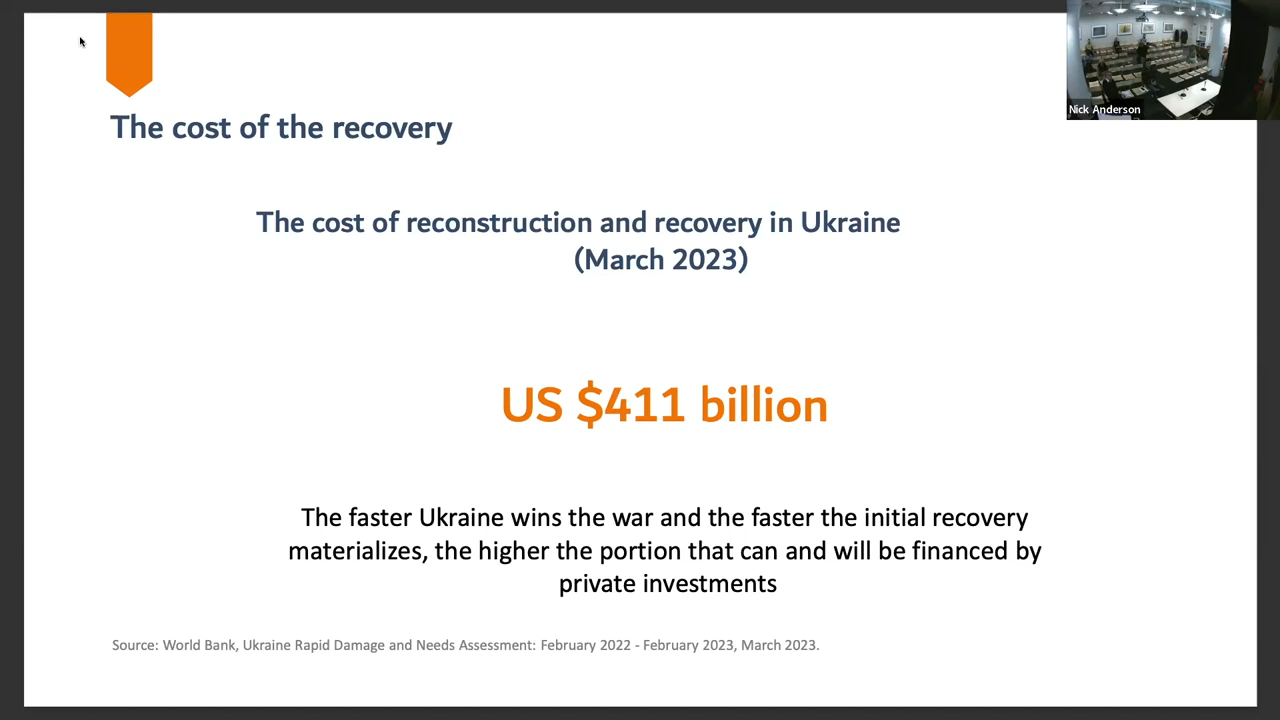 Nick Anderson
The cost of the recovery
The cost of reconstruction and recovery in Ukraine
(March 2023)
US $411 billion
The faster Ukraine wins the war and the faster the initial recovery
materializes, the higher the portion that can and will be financed by
private investments
Source: World Bank, Ukraine Rapid Damage and Needs Assessment: February 2022 - February 2023, March 2023.